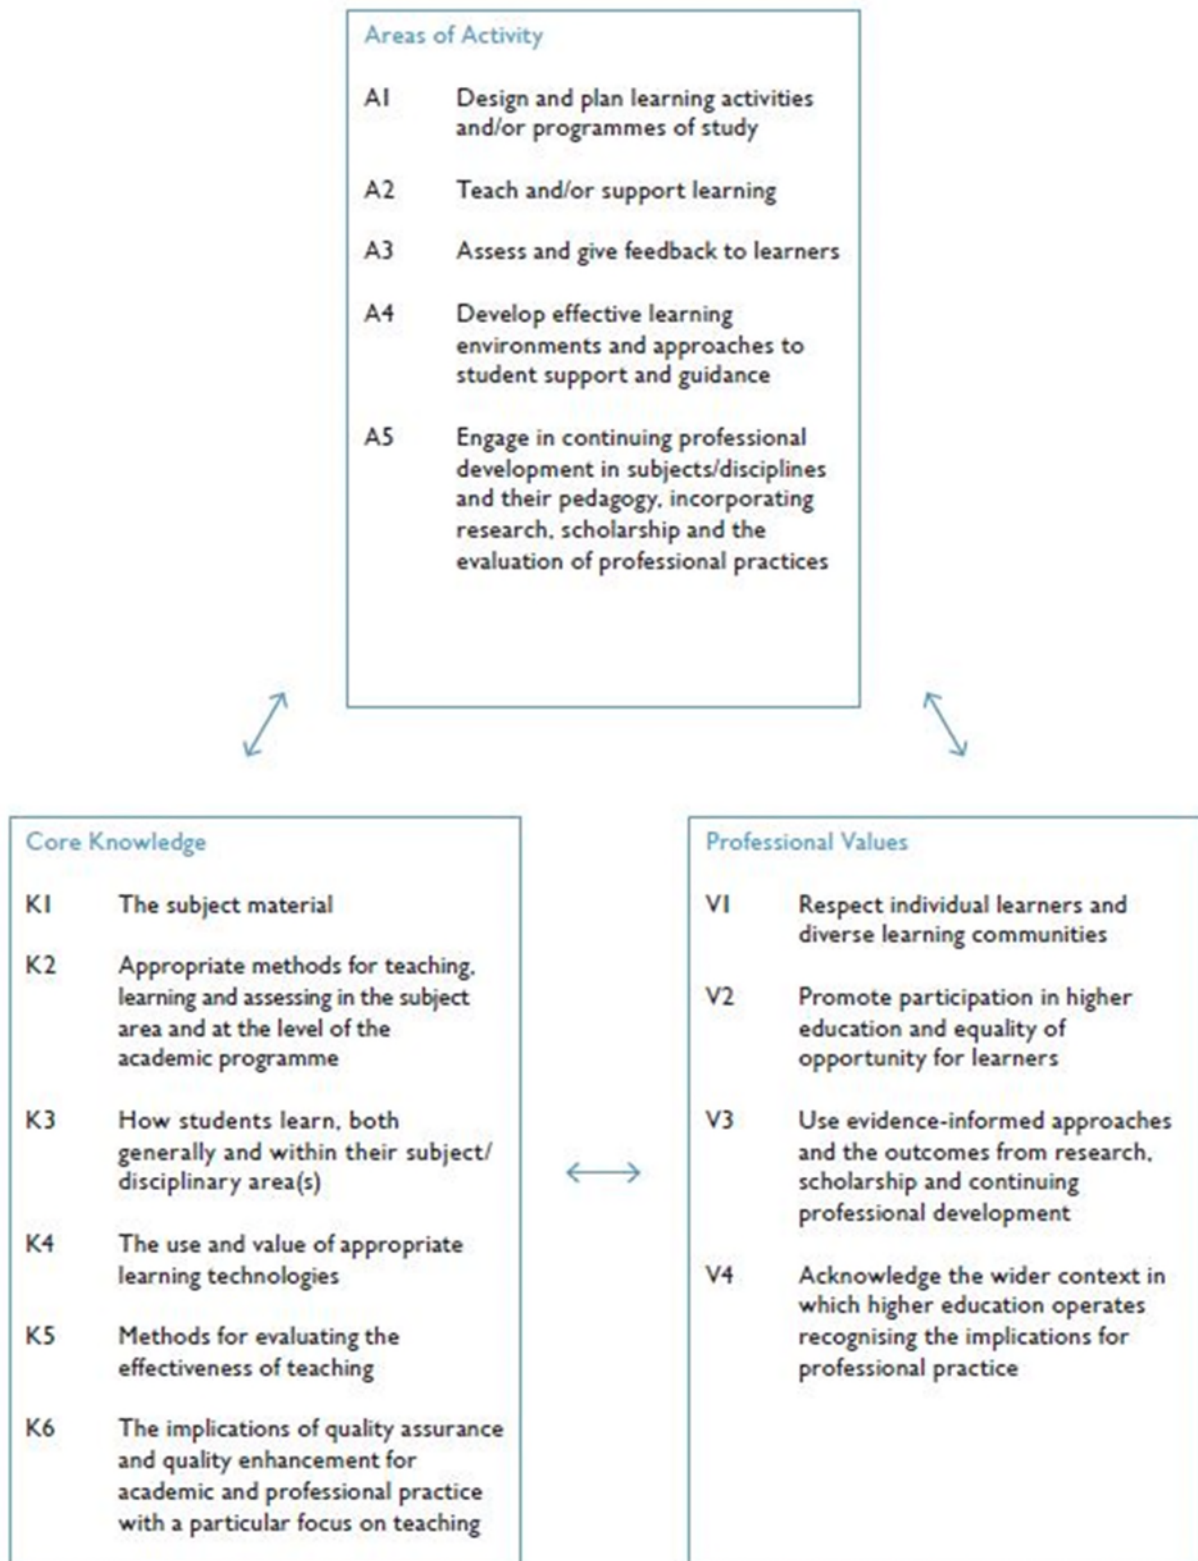 Areas of Activity
A1 Design and plan learning activities
and/or programmes of study
A2 Teach and/or support learning
A3 Assess and give feedback to learners
A4 Develop effective learning
environments and approaches to
student support and guidance
A5 Engage in continuing professional
development in subjects/disciplines
and their pedagogy, incorporating
research, scholarship and the
evaluation of professional practices
Core Knowledge
K1 The subject material
K2 Appropriate methods for teaching,
learning and assessing in the subject
area and at the level of the
academic programme
K3 How students learn, both
generally and within their subject/
disciplinary area(s)
K4 The use and value of appropriate
learning technologies
K5 Methods for evaluating the
effectiveness of teaching
K6 The implications of quality assurance
and quality enhancement for
academic and professional practice
with a particular focus on teaching
Professional Values
V1 Respect individual learners and
diverse learning communities
V2 Promote participation in higher
education and equality of
opportunity for learners
V3 Use evidence-informed approaches
and the outcomes from research,
scholarship and continuing
professional development
V4 Acknowledge the wider context in
which higher education operates
recognising the implications for
professional practice